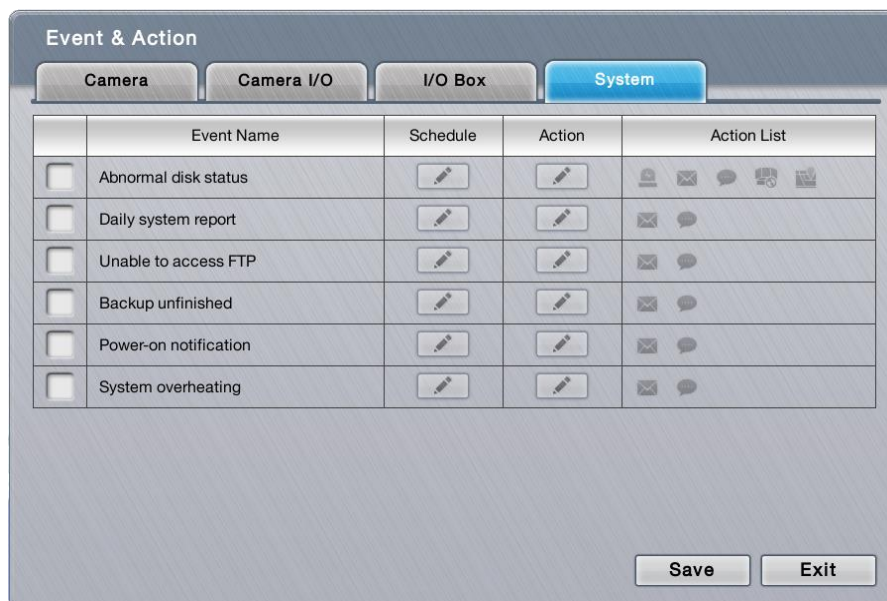 Event & Action
Camera Camera I/O I/O Box System
Event Name Schedule Action Action List
Abnormal disk status
Daily system report
Unable to access FTP
Backup unfinished
Power-on notification
System overheating
Save Exit